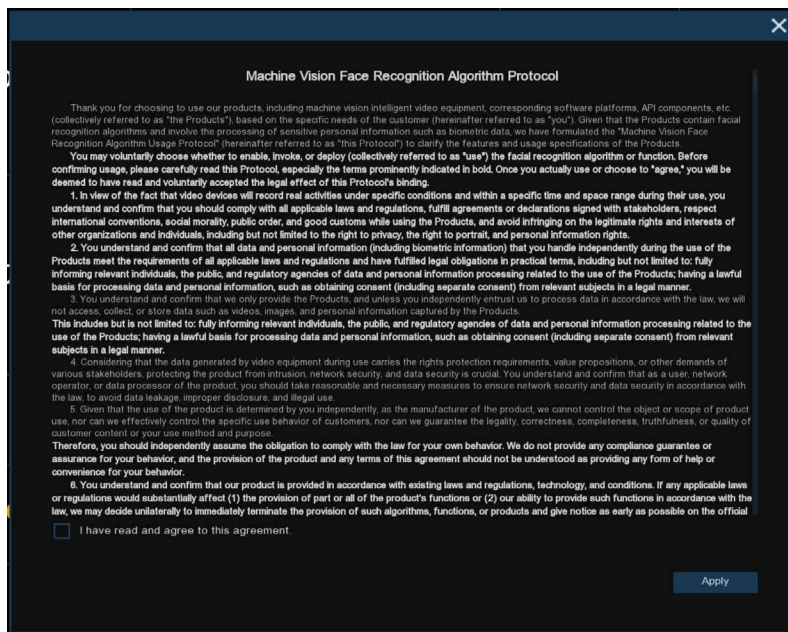 Machine Vision Face Recognition Algorithm Protocol
Thank you for choosing to use our products, including machine vision intelligent video equipment, corresponding software platforms, API components, etc.
(collectively referred to as "the Products"), based on the specific needs of the customer (hereinafter referred to as "you"). Given that the Products contain facial
recognition algorithms and involve the processing of sensitive personal information such as biometric data, we have formulated the "Machine Vision Face
Recognition Algorithm Usage Protocol" (hereinafter referred to as "this Protocol") to clarify the features and usage specifications of the Products.
You may voluntarily choose whether to enable, invoke, or deploy (collectively referred to as "use") the facial recognition algorithm or function. Before
confirming usage, please carefully read this Protocol, especially the terms prominently indicated in bold. Once you actually use or choose to "agree," you will be
deemed to have read and voluntarily accepted the legal effect of this Protocol's binding.
1. In view of the fact that video devices will record real activities under specific conditions and within a specific time and space range during their use, you
understand and confirm that you should comply with all applicable laws and regulations, fulfill agreements or declarations signed with stakeholders, respect
international conventions, social morality, public order, and good customs while using the Products, and avoid infringing on the legitimate rights and interests of
other organizations and individuals, including but not limited to the right to privacy, the right to portrait, and personal information rights.
2. You understand and confirm that all data and personal information (including biometric information) that you handle independently during the use of the
Products meet the requirements of all applicable laws and regulations and have fulfilled legal obligations in practical terms, including but not limited to: fully
informing relevant individuals, the public, and regulatory agencies of data and personal information processing related to the use of the Products; having a lawful
basis for processing data and personal information, such as obtaining consent (including separate consent) from relevant subjects in a legal manner.
3. You understand and confirm that we only provide the Products, and unless you independently entrust us to process data in accordance with the law, we will
not access, collect, or store data such as videos, images, and personal information captured by the Products.
This includes but is not limited to: fully informing relevant individuals, the public, and regulatory agencies of data and personal information processing related to the
use of the Products; having a lawful basis for processing data and personal information, such as obtaining consent (including separate consent) from relevant
subjects in a legal manner.
4. Considering that the data generated by video equipment during use carries the rights protection requirements, value propositions, or other demands of
various stakeholders, protecting the product from intrusion, network security, and data security is crucial. You understand and confirm that as a user, network
operator, or data processor of the product, you should take reasonable and necessary measures to ensure network security and data security in accordance with
the law, to avoid data leakage, improper disclosure, and illegal use.
5. Given that the use of the product is determined by you independently, as the manufacturer of the product, we cannot control the object or scope of product
use, nor can we effectively control the specific use behavior of customers, nor can we guarantee the legality, correctness, completeness, truthfulness, or quality of
customer content or your use method and purpose.
Therefore, you should independently assume the obligation to comply with the law for your own behavior. We do not provide any compliance guarantee or
assurance for your behavior, and the provision of the product and any terms of this agreement should not be understood as providing any form of help or
convenience for your behavior.
6. You understand and confirm that our product is provided in accordance with existing laws and regulations, technology, and conditions. If any applicable laws
or regulations would substantially affect (1) the provision of part or all of the product's functions or (2) our ability to provide such functions in accordance with the
law, we may decide unilaterally to immediately terminate the provision of such algorithms, functions, or products and give notice as early as possible on the official
I have read and agree to this agreement.
Apply